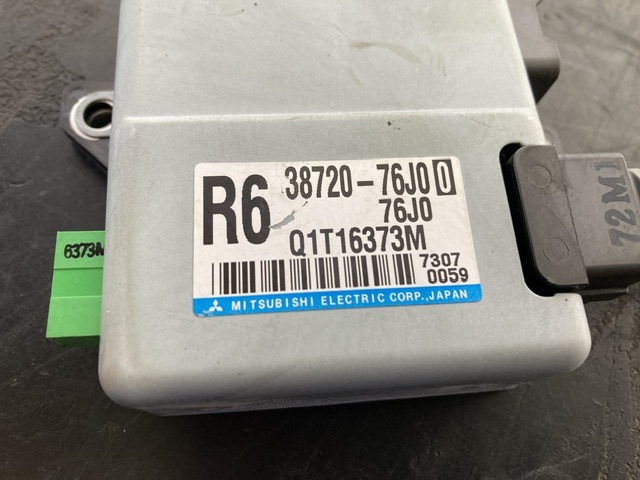 R6 38720-76J0 0
76J0
Q1T16373M
7307
0059
MITSUBISHI ELECTRIC CORP.,JAPAN
6373M
72M1